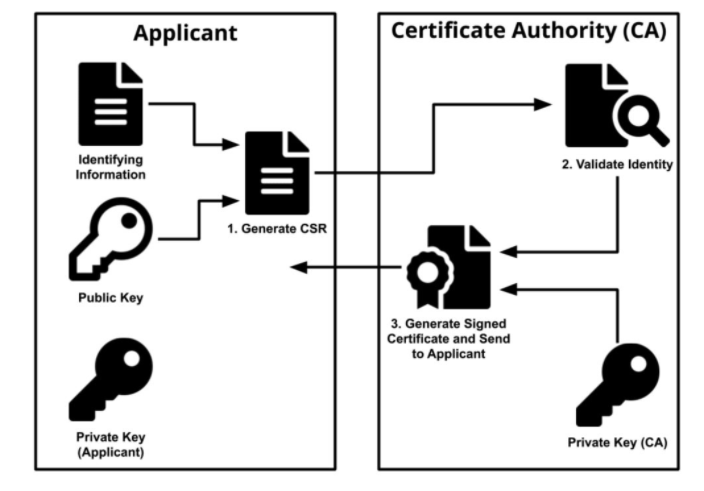 Applicant
Identifying
Information
1. Generate CSR
Public Key
Private Key
(Applicant)
Certificate Authority (CA)
2. Validate Identity
3. Generate Signed
Certificate and Send
to Applicant
Private Key (CA)